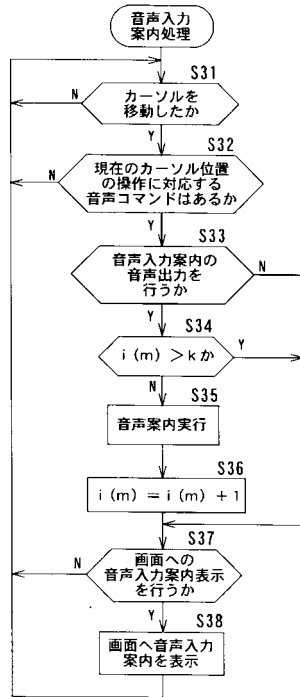 音声入力
案内処理
S31
N
カーソルを
移動したか
Y
S32
N
現在のカーソル位置
の操作に対応する
音声コマンドはあるか
Y
S33
音声入力案内の
音声出力を
行うか
N
Y
S34
i(m)>kか
Y
N
S35
音声案内実行
S36
i(m)=i(m)+1
S37
N
画面への
音声入力案内表示
を行うか
Y
S38
画面へ音声入力
案内を表示